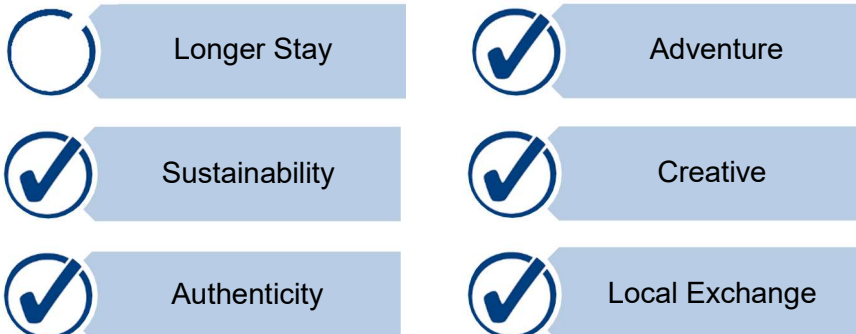 Longer Stay
Adventure
Sustainability
Creative
Authenticity
Local Exchange